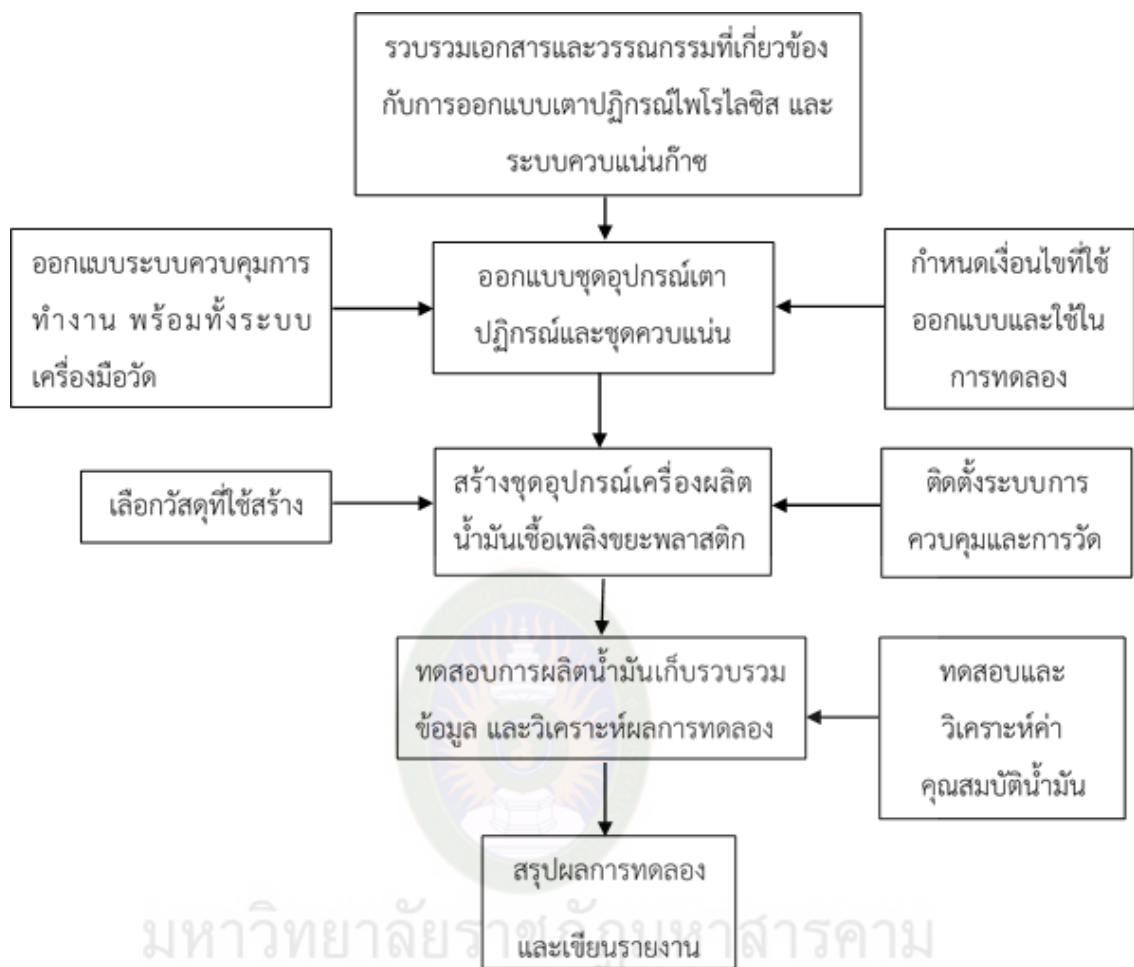 รวบรวมเอกสารและวรรณกรรมที่เกี่ยวข้อง
กับการออกแบบเตาปฏิกรณ์ไพโรไลซิส และ
ระบบควบแน่นก๊าซ
ออกแบบระบบควบคุมการ
ทำงาน พร้อมทั้งระบบ
เครื่องมือวัด
ออกแบบชุดอุปกรณ์เตา
ปฏิกรณ์และชุดควบแน่น
กำหนดเงื่อนไขที่ใช้
ออกแบบและใช้ใน
การทดลอง
เลือกวัสดุที่ใช้สร้าง
สร้างชุดอุปกรณ์เครื่องผลิต
น้ำมันเชื้อเพลิงขยะพลาสติก
ติดตั้งระบบการ
ควบคุมและการวัด
ทดสอบการผลิตน้ำมันเก็บรวบรวม
ข้อมูล และวิเคราะห์ผลการทดลอง
ทดสอบและ
วิเคราะห์ค่า
คุณสมบัติน้ำมัน
สรุปผลการทดลอง
และเขียนรายงาน
มหาวิทยาลัยราชภัฏมหาสารคาม